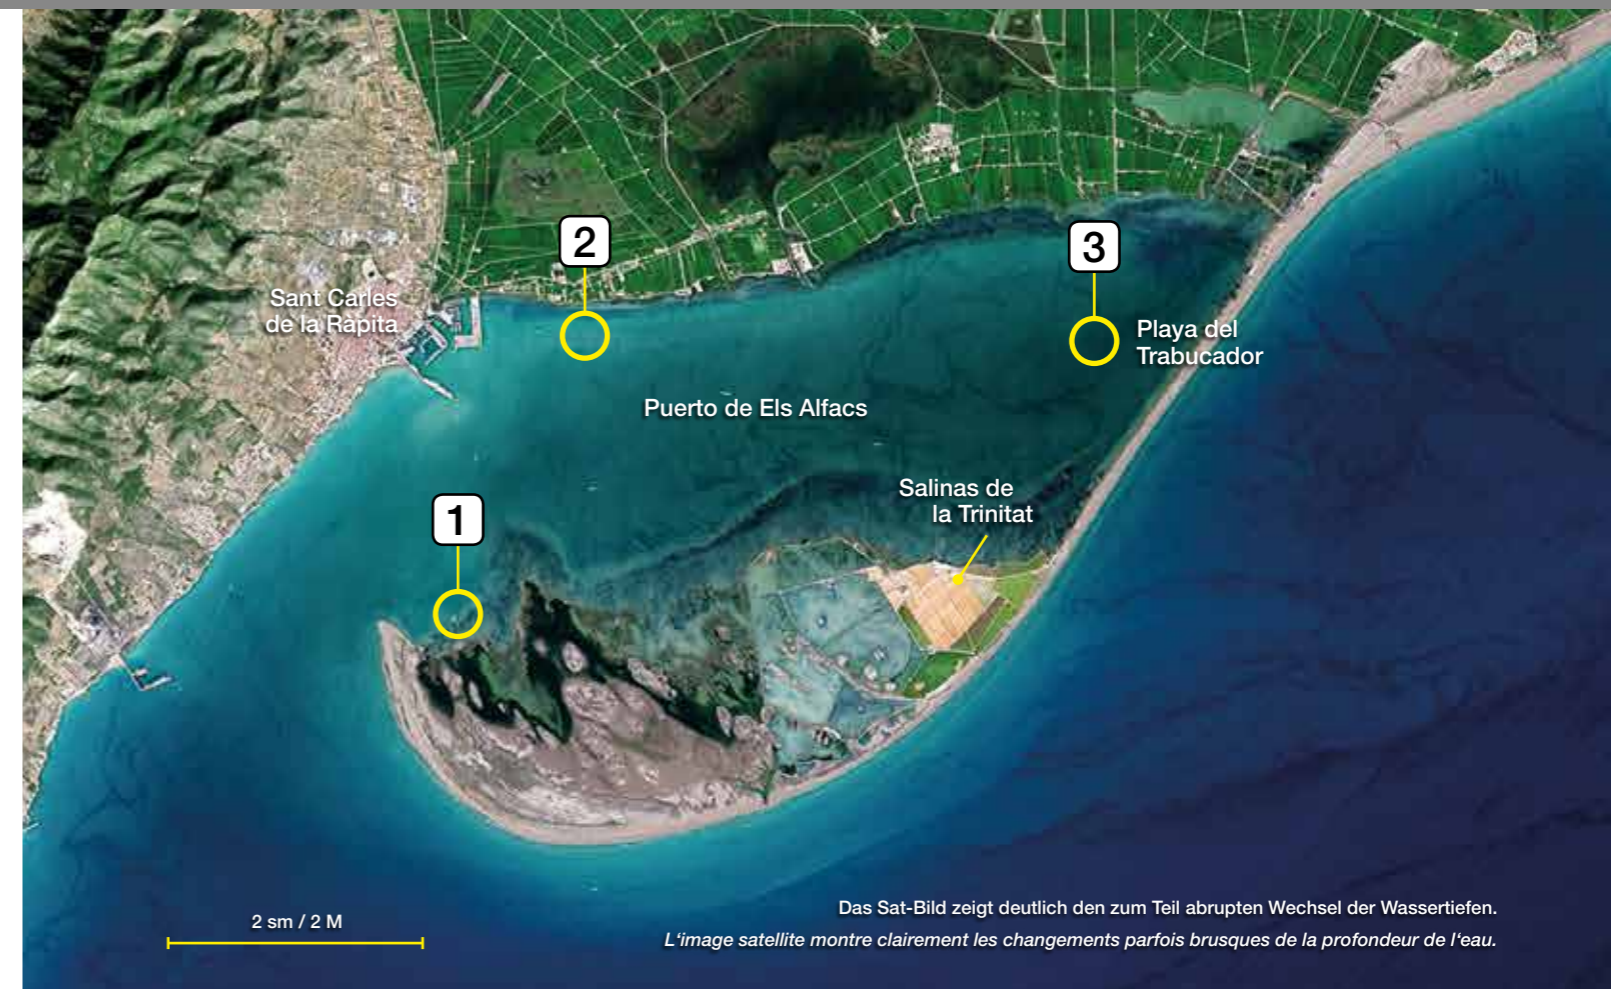 2
3
Sant Carles
de la Ràpita
Playa del
Trabucador
Puerto de Els Alfacs
Salinas de
la Trinitat
1
2 sm / 2 M
Das Sat-Bild zeigt deutlich den zum Teil abrupten Wechsel der Wassertiefen.
L‘image satellite montre clairement les changements parfois brusques de la profondeur de l‘eau.